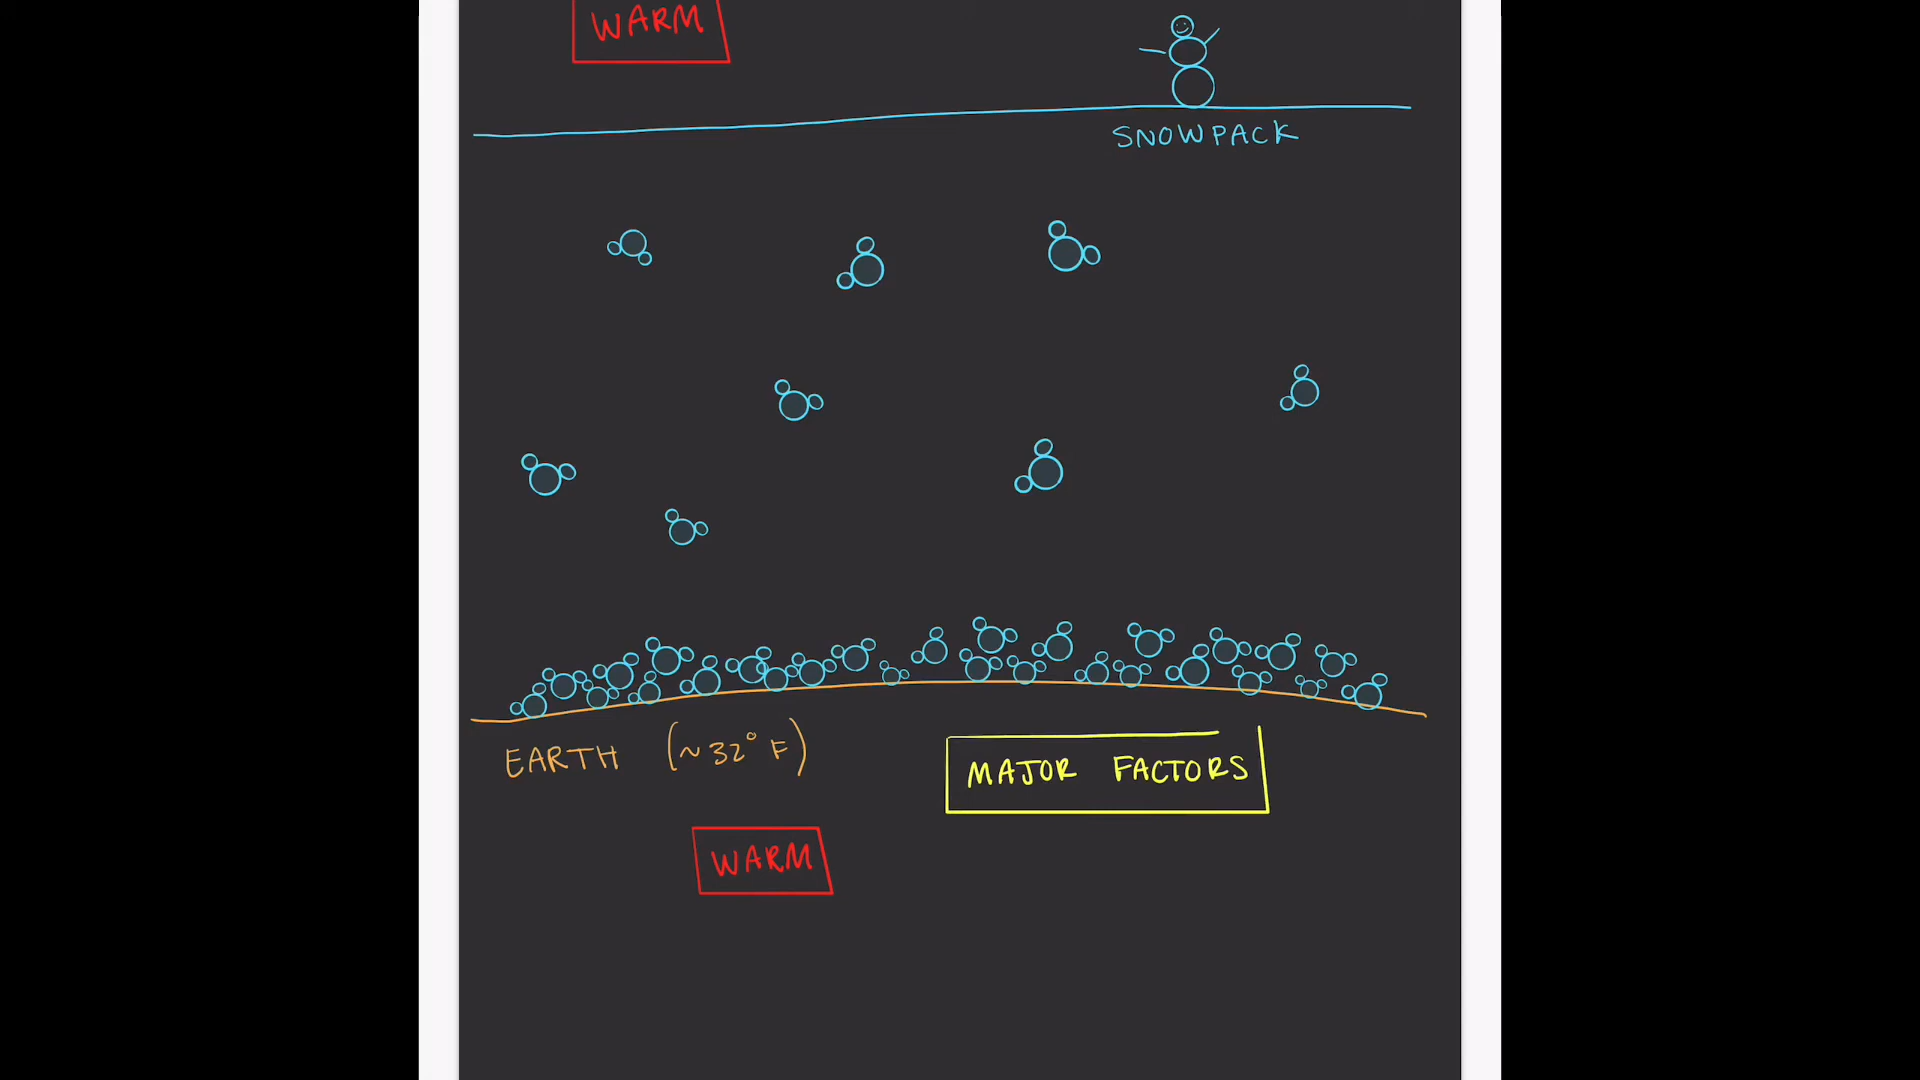 WARM
SNOWPACK
EARTH (~32° F)
MAJOR FACTORS
WARM